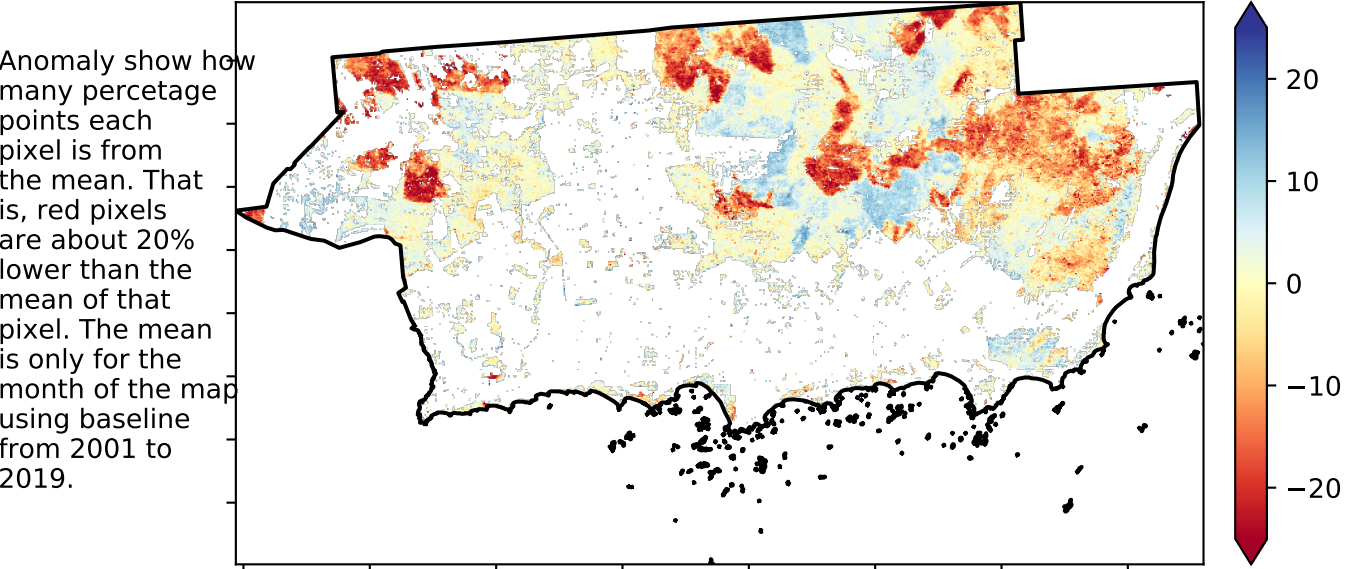 Anomaly show how
many percetage
points each
pixel is from
the mean. That
is, red pixels
are about 20%
lower than the
mean of that
pixel. The mean
is only for the
month of the map
using baseline
from 2001 to
2019.
20
10
0
−10
−20